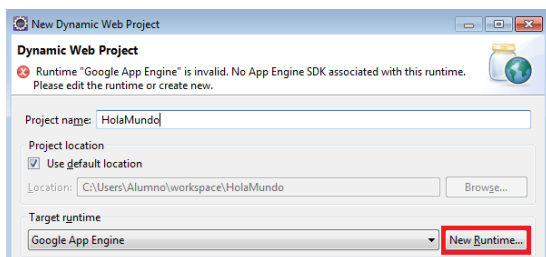 New Dynamic Web Project
Dynamic Web Project
Runtime "Google App Engine" is invalid. No App Engine SDK associated with this runtime.
Please edit the runtime or create new.
Project name: HolaMundo
Project location
Use default location
Location: C:\Users\Alumno\workspace\HolaMundo Browse...
Target runtime
Google App Engine New Runtime...